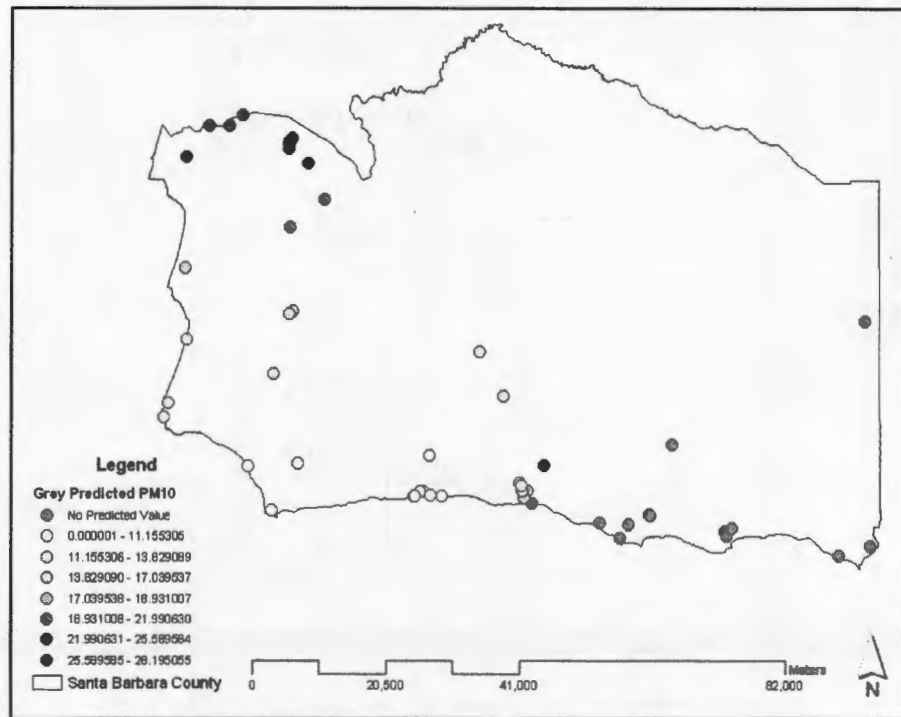 Legend
Grey Predicted PM10
No Predicted Value
0.000001 - 11.155306
11.155306 - 13.829089
13.829090 - 17.039537
17.039538 - 18.931007
18.931008 - 21.990630
21.990631 - 25.589584
25.589585 - 28.195055
Santa Barbara County
0 20,500 41,000 82,000
Meters
N